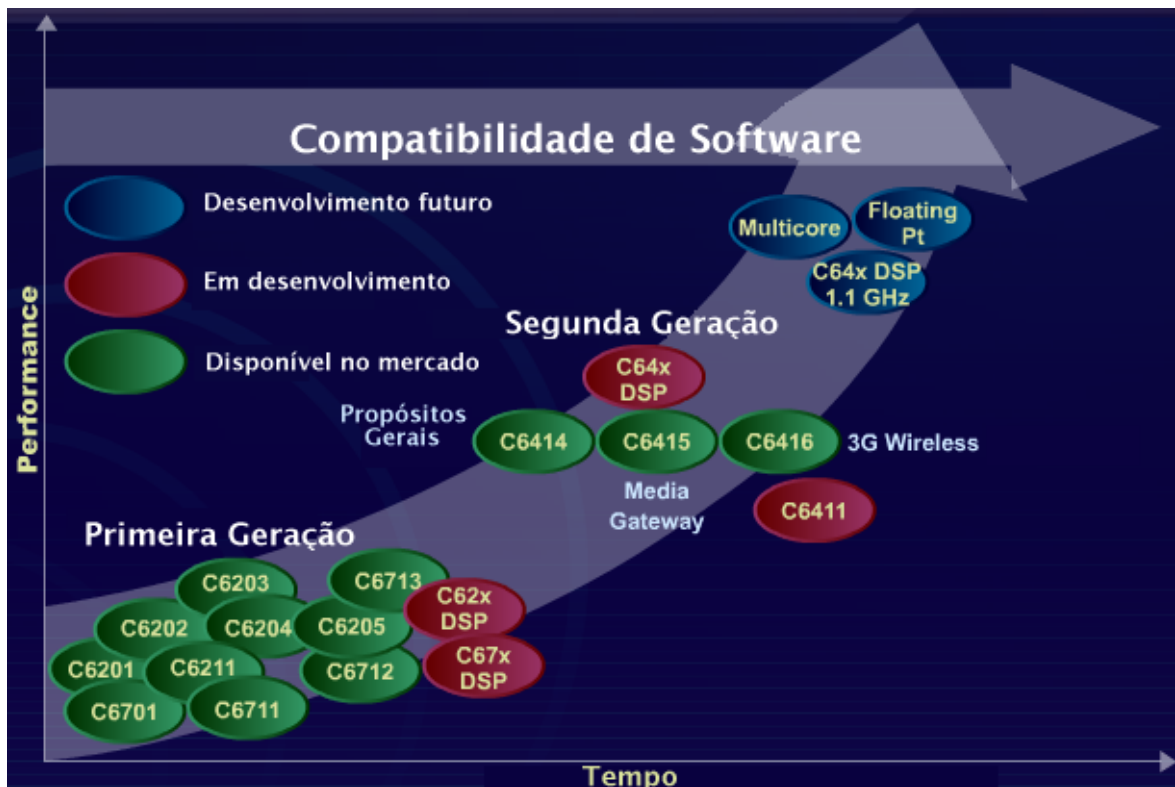 Compatibilidade de Software
Desenvolvimento futuro
Em desenvolvimento
Disponível no mercado
Performance
Multicore
Floating
Pt
C64x DSP
1.1 GHz
Segunda Geração
C64x
DSP
Propósitos
Gerais
C6414
C6415
C6416
3G Wireless
Media
Gateway
C6411
Primeira Geração
C6203
C6713
C62x
DSP
C6202
C6204
C6205
C67x
DSP
C6201
C6211
C6712
C6701
C6711
Tempo